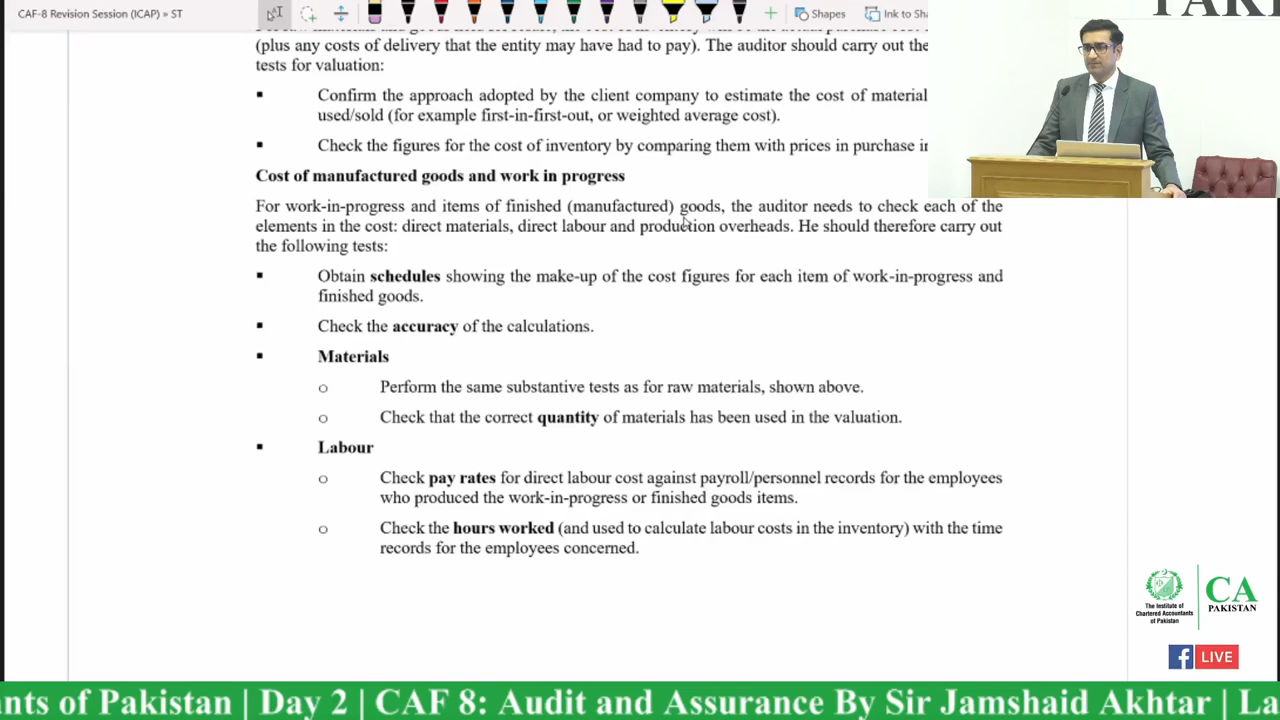 CAF-8 Revision Session (ICAP) » ST
Shapes
Ink to Sh
(plus any costs of delivery that the entity may have had to pay). The auditor should carry out the
tests for valuation:
▪ Confirm the approach adopted by the client company to estimate the cost of material
used/sold (for example first-in-first-out, or weighted average cost).
▪ Check the figures for the cost of inventory by comparing them with prices in purchase in
Cost of manufactured goods and work in progress
For work-in-progress and items of finished (manufactured) goods, the auditor needs to check each of the
elements in the cost: direct materials, direct labour and production overheads. He should therefore carry out
the following tests:
▪ Obtain schedules showing the make-up of the cost figures for each item of work-in-progress and
finished goods.
▪ Check the accuracy of the calculations.
▪ Materials
o Perform the same substantive tests as for raw materials, shown above.
o Check that the correct quantity of materials has been used in the valuation.
▪ Labour
o Check pay rates for direct labour cost against payroll/personnel records for the employees
who produced the work-in-progress or finished goods items.
o Check the hours worked (and used to calculate labour costs in the inventory) with the time
records for the employees concerned.
The Institute of
Chartered Accountants
of Pakistan
CA
PAKISTAN
f LIVE
nts of Pakistan | Day 2 | CAF 8: Audit and Assurance By Sir Jamshaid Akhtar | La